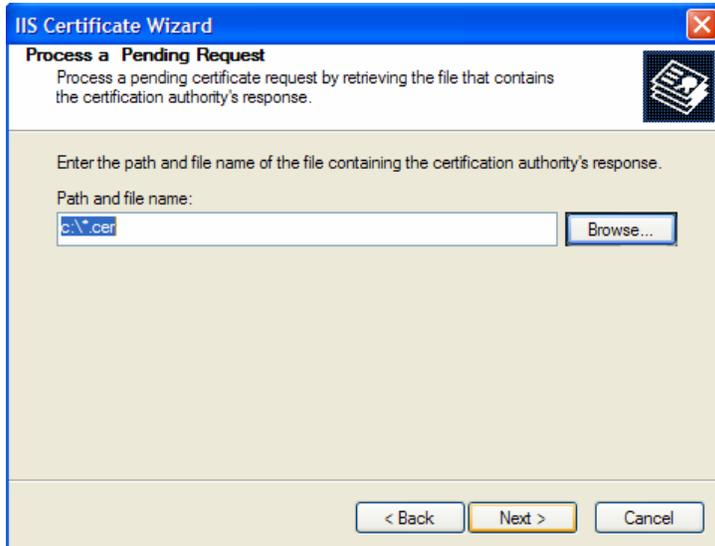 IIS Certificate Wizard
Process a Pending Request
Process a pending certificate request by retrieving the file that contains
the certification authority's response.
Enter the path and file name of the file containing the certification authority's response.
Path and file name:
c:\*.cer
Browse...
< Back
Next >
Cancel